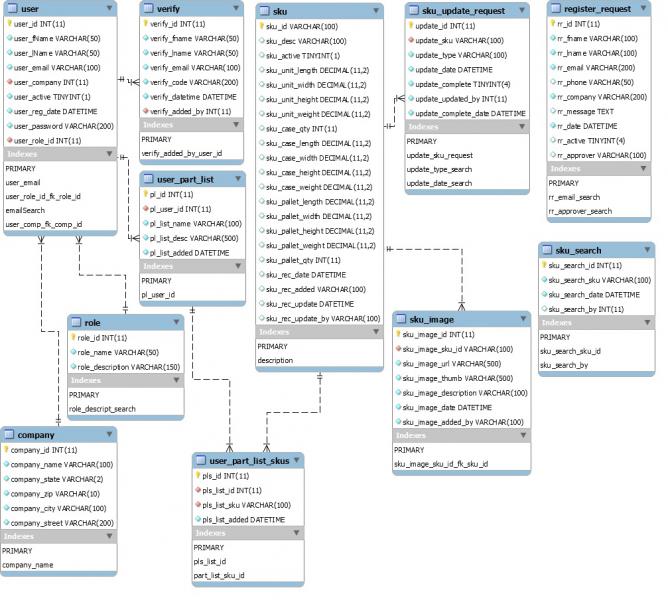 user
user_id INT(11)
user_fName VARCHAR(50)
user_lName VARCHAR(50)
user_email VARCHAR(100)
user_company INT(11)
user_active TINYINT(1)
user_reg_date DATETIME
user_password VARCHAR(200)
user_role_id INT(11)
Indexes
PRIMARY
user_email
user_role_id_fk_role_id
emailSearch
user_comp_fk_comp_id
verify
verify_id INT(11)
verify_fname VARCHAR(50)
verify_lname VARCHAR(50)
verify_email VARCHAR(100)
verify_code VARCHAR(200)
verify_datetime DATETIME
verify_added_by INT(11)
Indexes
PRIMARY
verify_added_by_user_id
user_part_list
pl_id INT(11)
pl_user_id INT(11)
pl_list_name VARCHAR(100)
pl_list_desc VARCHAR(500)
pl_list_added DATETIME
Indexes
PRIMARY
pl_user_id
sku
sku_id VARCHAR(100)
sku_desc VARCHAR(100)
sku_active TINYINT(1)
sku_unit_length DECIMAL(11,2)
sku_unit_width DECIMAL(11,2)
sku_unit_height DECIMAL(11,2)
sku_unit_weight DECIMAL(11,2)
sku_case_qty INT(11)
sku_case_length DECIMAL(11,2)
sku_case_width DECIMAL(11,2)
sku_case_height DECIMAL(11,2)
sku_case_weight DECIMAL(11,2)
sku_pallet_length DECIMAL(11,2)
sku_pallet_width DECIMAL(11,2)
sku_pallet_height DECIMAL(11,2)
sku_pallet_weight DECIMAL(11,2)
sku_pallet_qty INT(11)
sku_rec_date DATETIME
sku_rec_added VARCHAR(100)
sku_rec_update DATETIME
sku_rec_update_by VARCHAR(100)
Indexes
PRIMARY
description
sku_update_request
update_id INT(11)
update_sku VARCHAR(100)
update_type VARCHAR(100)
update_date DATETIME
update_complete TINYINT(4)
update_updated_by INT(11)
update_complete_date DATETIME
Indexes
PRIMARY
update_sku_request
update_type_search
update_date_search
register_request
rr_id INT(11)
rr_fname VARCHAR(100)
rr_lname VARCHAR(100)
rr_email VARCHAR(200)
rr_phone VARCHAR(50)
rr_company VARCHAR(200)
rr_message TEXT
rr_date DATETIME
rr_active TINYINT(4)
rr_approver VARCHAR(100)
Indexes
PRIMARY
rr_email_search
rr_approver_search
sku_search
sku_search_id INT(11)
sku_search_sku VARCHAR(100)
sku_search_date DATETIME
sku_search_by INT(11)
Indexes
PRIMARY
sku_search_sku_id
sku_search_by
role
role_id INT(11)
role_name VARCHAR(50)
role_description VARCHAR(150)
Indexes
PRIMARY
role_descript_search
sku_image
sku_image_id INT(11)
sku_image_sku_id VARCHAR(100)
sku_image_url VARCHAR(500)
sku_image_thumb VARCHAR(500)
sku_image_description VARCHAR(100)
sku_image_date DATETIME
sku_image_added_by VARCHAR(100)
Indexes
PRIMARY
sku_image_sku_id_fk_sku_id
company
company_id INT(11)
company_name VARCHAR(100)
company_state VARCHAR(2)
company_zip VARCHAR(10)
company_city VARCHAR(100)
company_street VARCHAR(200)
Indexes
PRIMARY
company_name
user_part_list_skus
pls_id INT(11)
pls_list_id INT(11)
pls_list_sku VARCHAR(100)
pls_list_added DATETIME
Indexes
PRIMARY
pls_list_id
part_list_sku_id